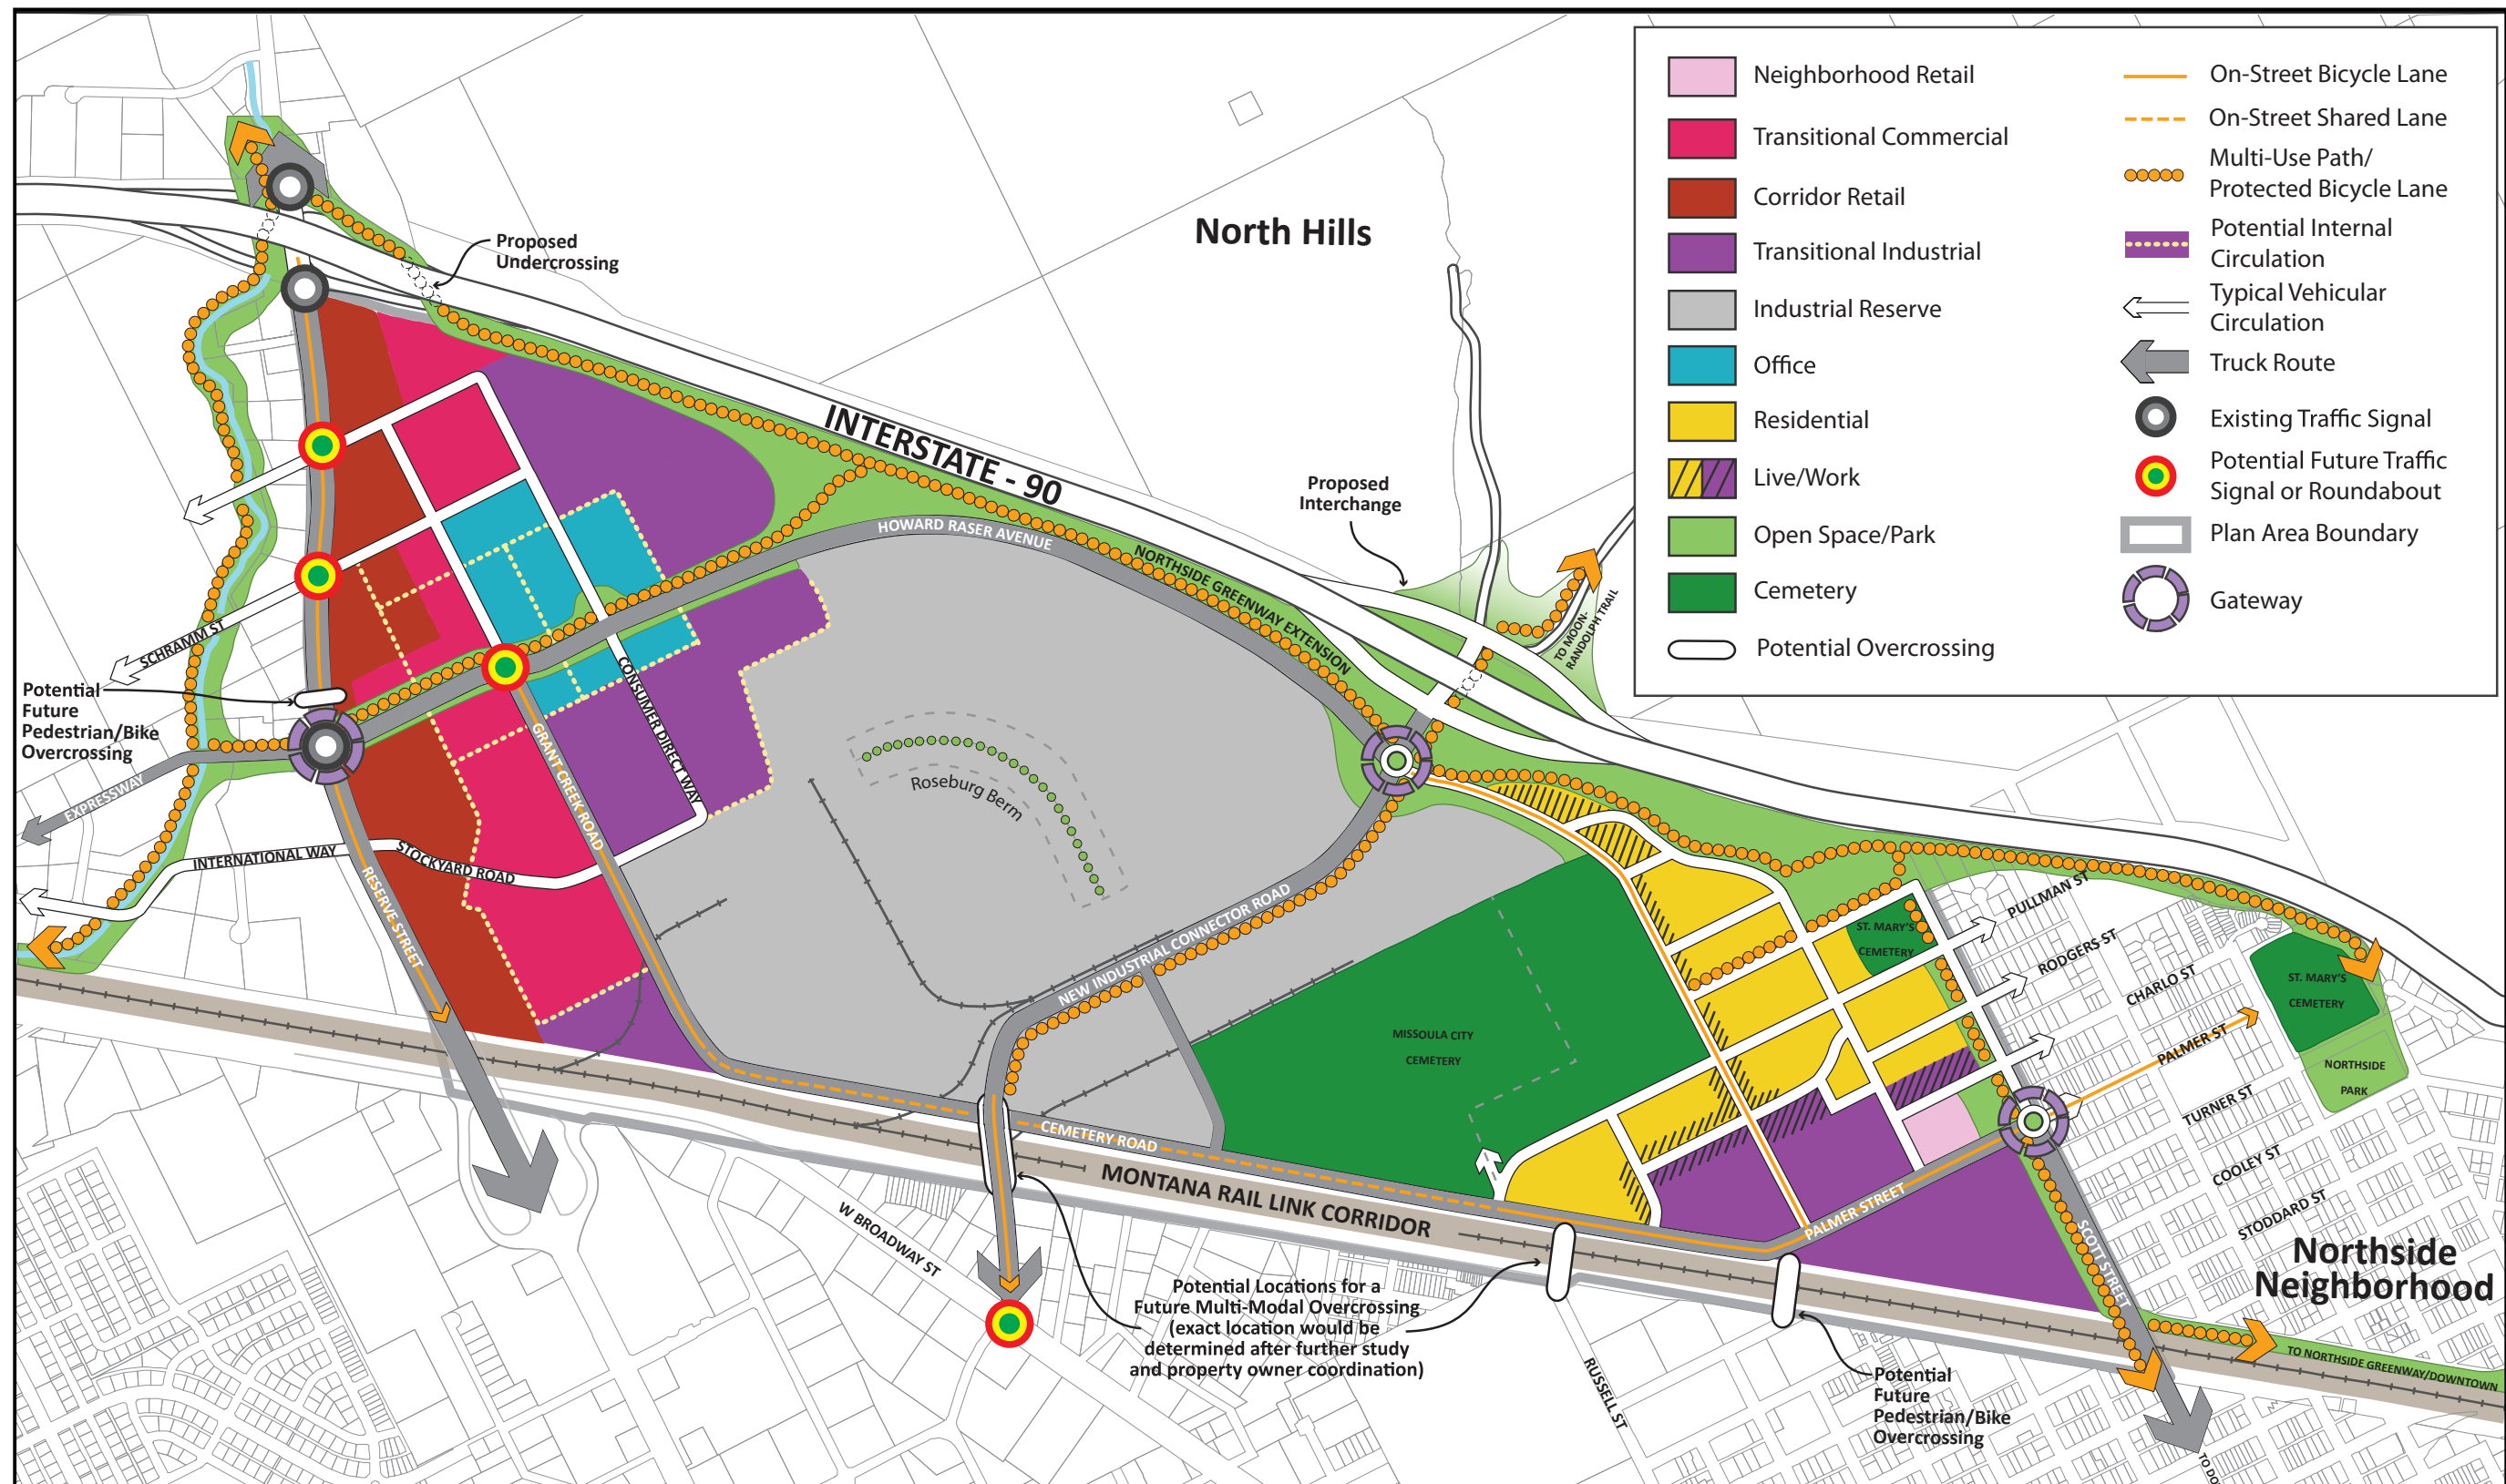 North Hills
Proposed
Undercrossing
INTERSTATE - 90
HOWARD RASER AVENUE
NORTHSIDE GREENWAY EXTENSION
Proposed
Interchange
TO MOON-
RANDOLPH TRAIL
SCHRAMM ST
Potential
Future
Pedestrian/Bike
Overcrossing
EXPRESSWAY
INTERNATIONAL WAY
STOCKYARD ROAD
RESERVE STREET
GRANT CREEK ROAD
CONSUMER DIRECT WAY
Roseburg Bern
NEW INDUSTRIAL CONNECTOR ROAD
MISSOULA CITY
CEMETERY
ST. MARY'S
CEMETERY
PULLMAN ST
RODGERS ST
CHARLO ST
PALMER ST
TURNER ST
COOLEY ST
STODDARD ST
ST. MARY'S
CEMETERY
NORTHSIDE
PARK
CEMETERY ROAD
MONTANA RAIL LINK CORRIDOR
PALMER STREET
SCOTT STREET
Northside
Neighborhood
W BROADWAY ST
Potential Locations for a
Future Multi-Modal Overcrossing
(exact location would be
determined after further study
and property owner coordination)
RUSSELL ST
Potential
Future
Pedestrian/Bike
Overcrossing
TO NORTHSIDE GREENWAY/DOWNTOWN
Neighborhood Retail
Transitional Commercial
Corridor Retail
Transitional Industrial
Industrial Reserve
Office
Residential
Live/Work
Open Space/Park
Cemetery
Potential Overcrossing
On-Street Bicycle Lane
On-Street Shared Lane
Multi-Use Path/
Protected Bicycle Lane
Potential Internal
Circulation
Typical Vehicular
Circulation
Truck Route
Existing Traffic Signal
Potential Future Traffic
Signal or Roundabout
Plan Area Boundary
Gateway